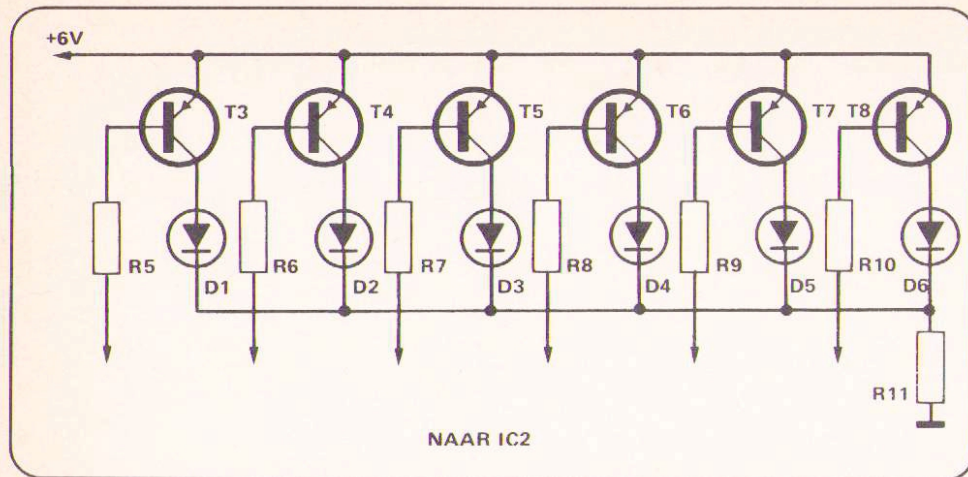 +6V
T3 T4 T5 T6 T7 T8
R5 R6 R7 R8 R9 R10
D1 D2 D3 D4 D5 D6
R11
NAAR IC2